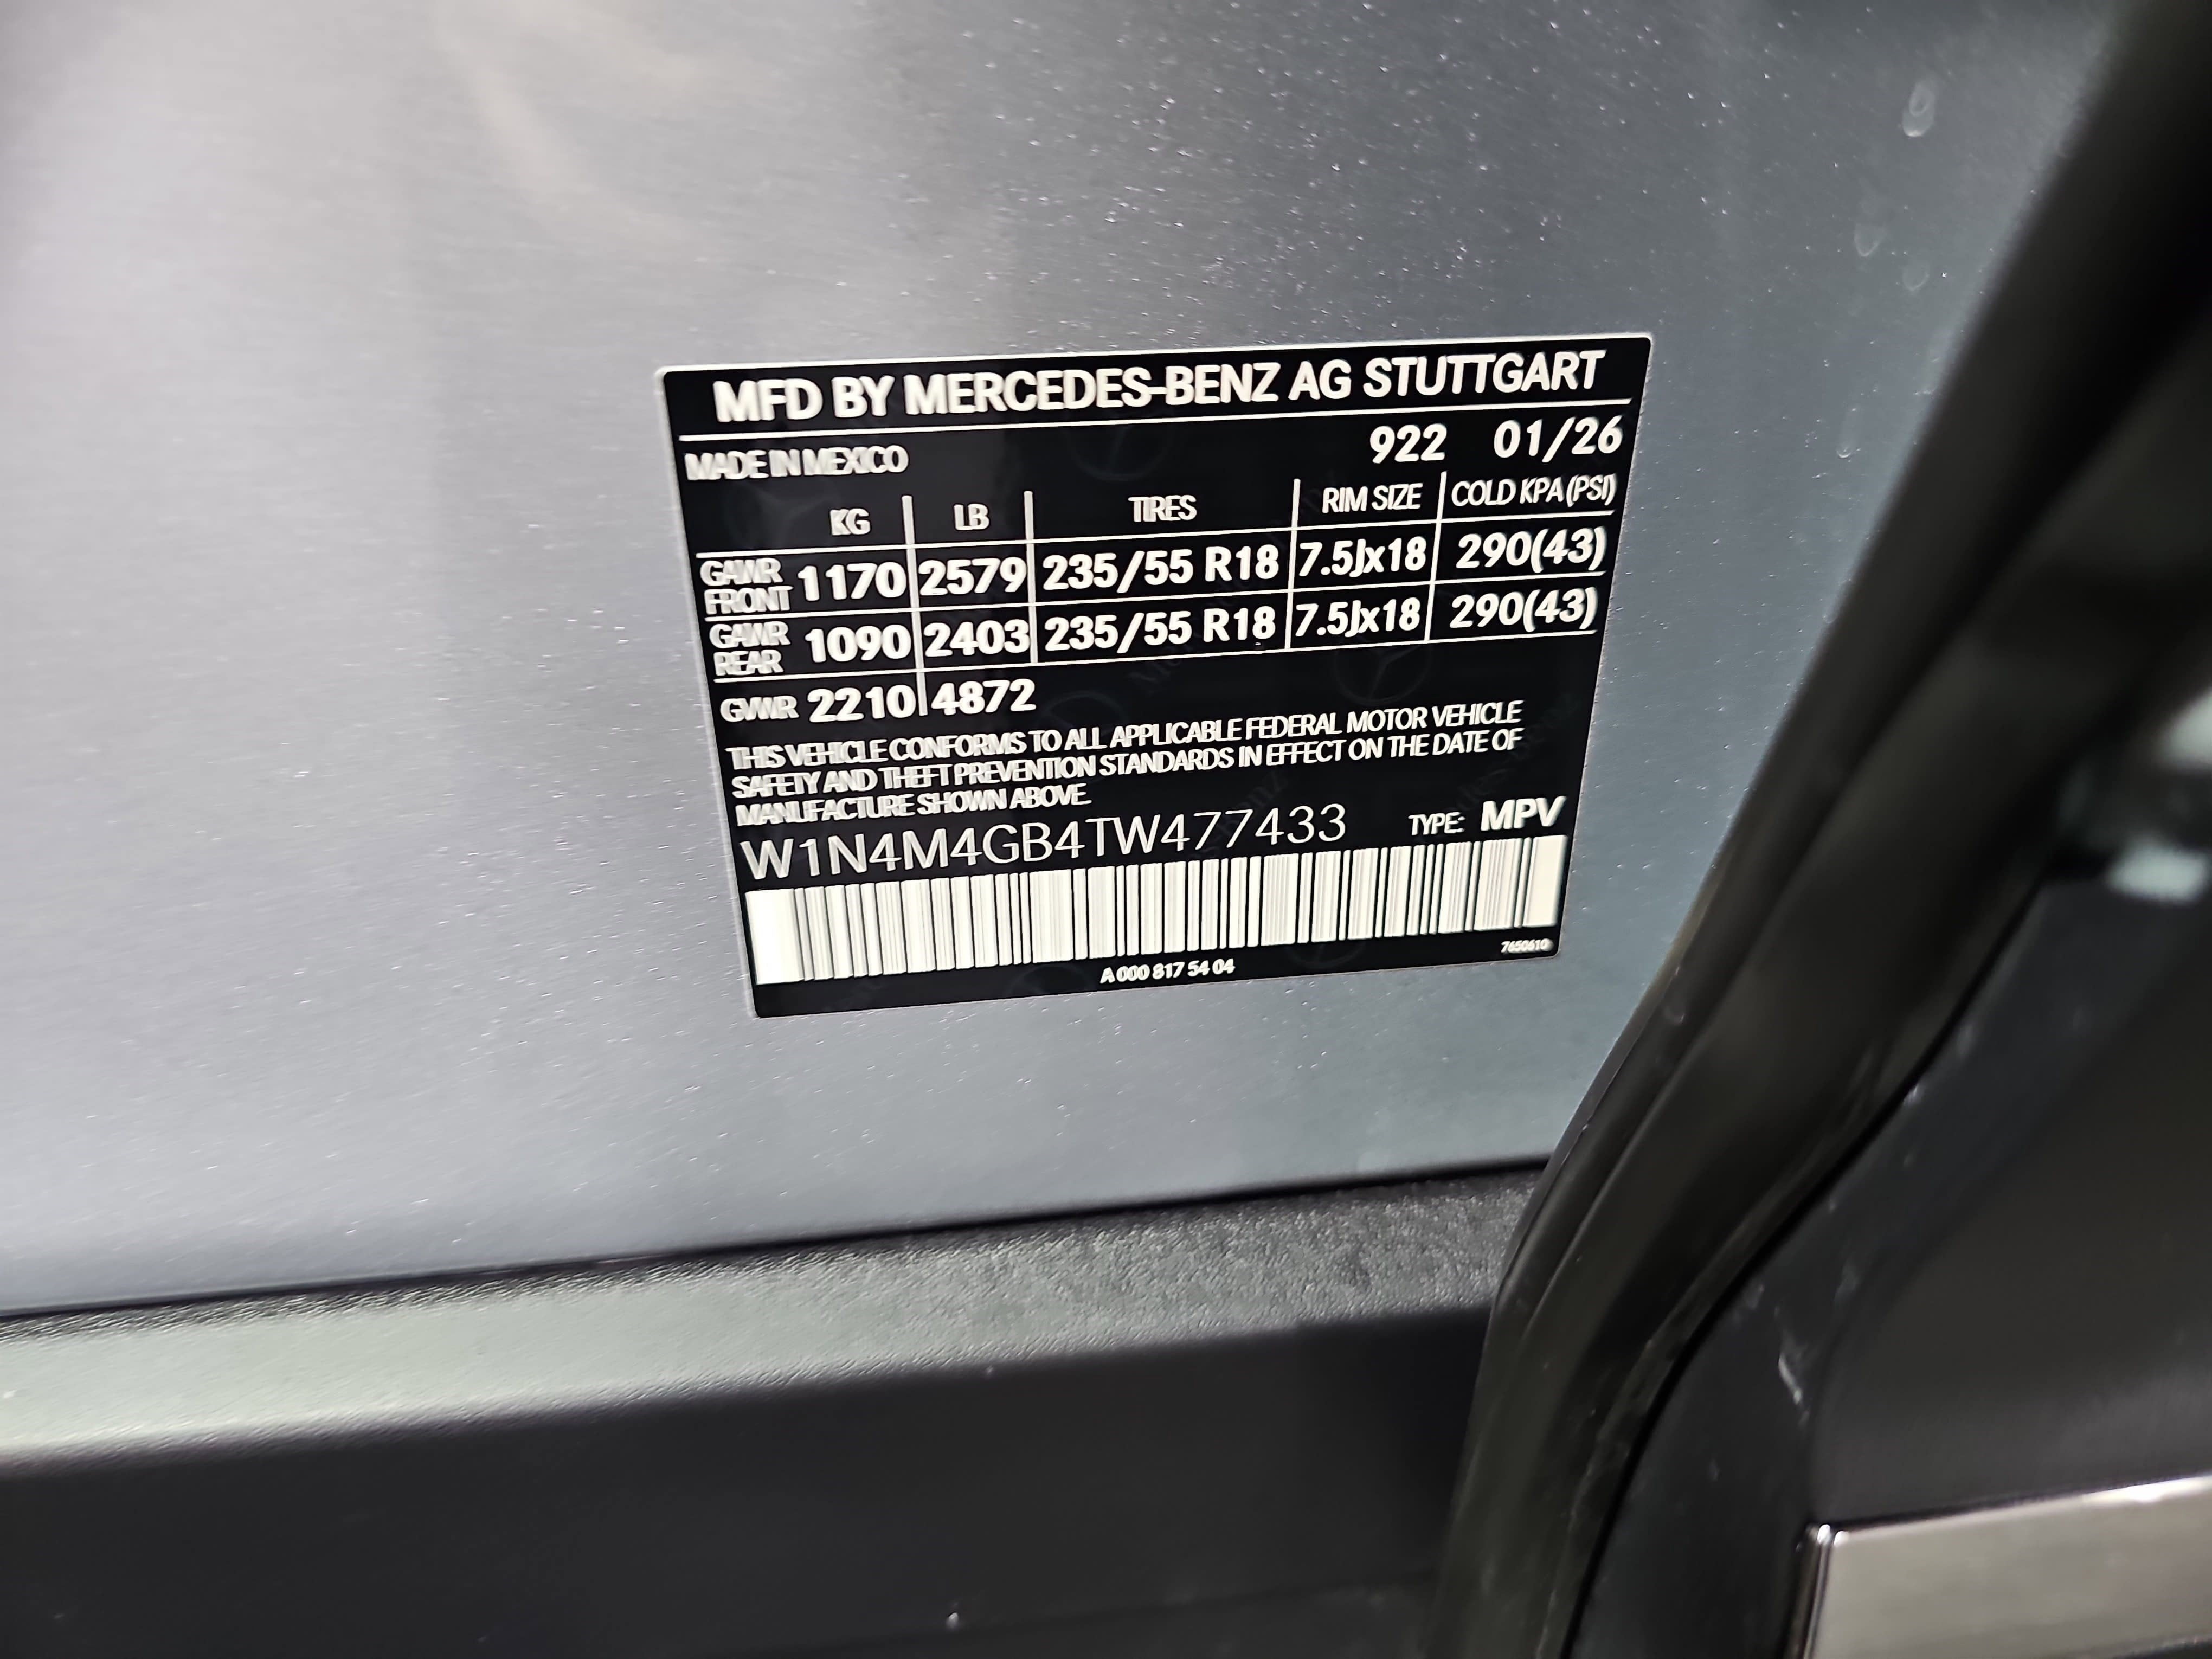 MFD BY MERCEDES-BENZ AG STUTTGART
MADE IN MEXICO 922 01/26
KG LB TIRES RIM SIZE COLD KPA (PSI)
GAWR FRONT 1170 2579 235/55 R18 7.5Jx18 290(43)
GAWR REAR 1090 2403 235/55 R18 7.5Jx18 290(43)
GVWR 2210 4872
THIS VEHICLE CONFORMS TO ALL APPLICABLE FEDERAL MOTOR VEHICLE
SAFETY AND THEFT PREVENTION STANDARDS IN EFFECT ON THE DATE OF
MANUFACTURE SHOWN ABOVE.
W1N4M4GB4TW477433 TYPE: MPV
7650610
A 000 817 54 04